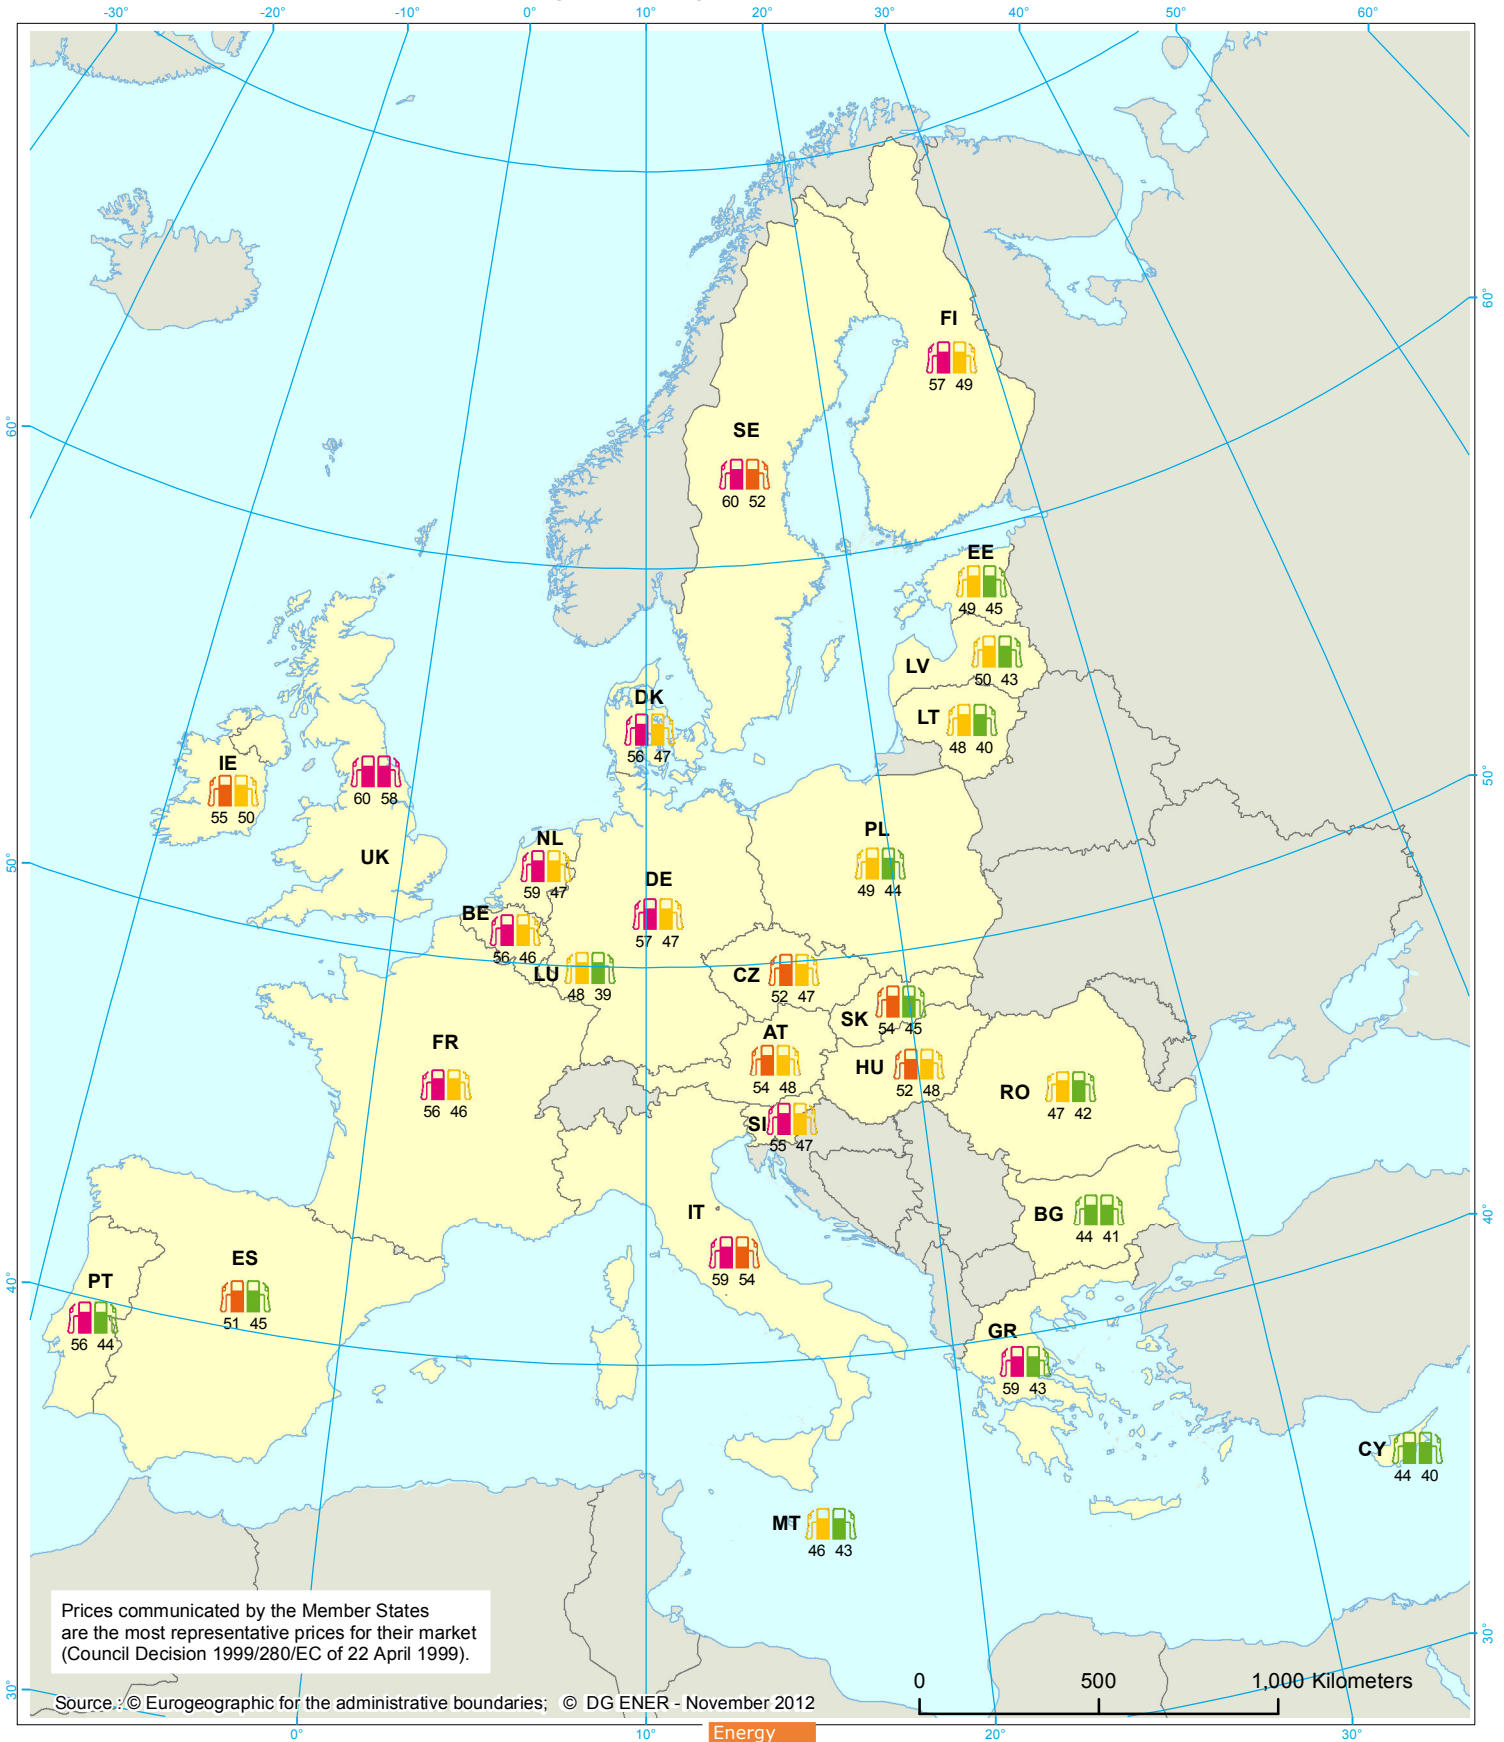 -30° -20° -10° 0° 10° 20° 30° 40° 50° 60°
FI
57 49
60°
SE
60 52
60°
EE
49 45
LV
50 43
DK
56 47
LT
48 40
IE
55 50
60 58
UK
50°
NL
59 47
PL
49 44
50°
DE
57 47
BE
56 46
LU
48 39
CZ
52 47
SK
54 45
AT
54 48
HU
52 48
FR
56 46
RO
47 42
SI
55 47
BG
44 41
40°
IT
59 54
ES
51 45
PT
56 44
40°
GR
59 43
CY
44 40
MT
46 43
30°
Prices communicated by the Member States
are the most representative prices for their market
(Council Decision 1999/280/EC of 22 April 1999).
0 500 1,000 Kilometers
30°
Source : © Eurogeographic for the administrative boundaries; © DG ENER - November 2012
0° 10° 20° 30°
Energy